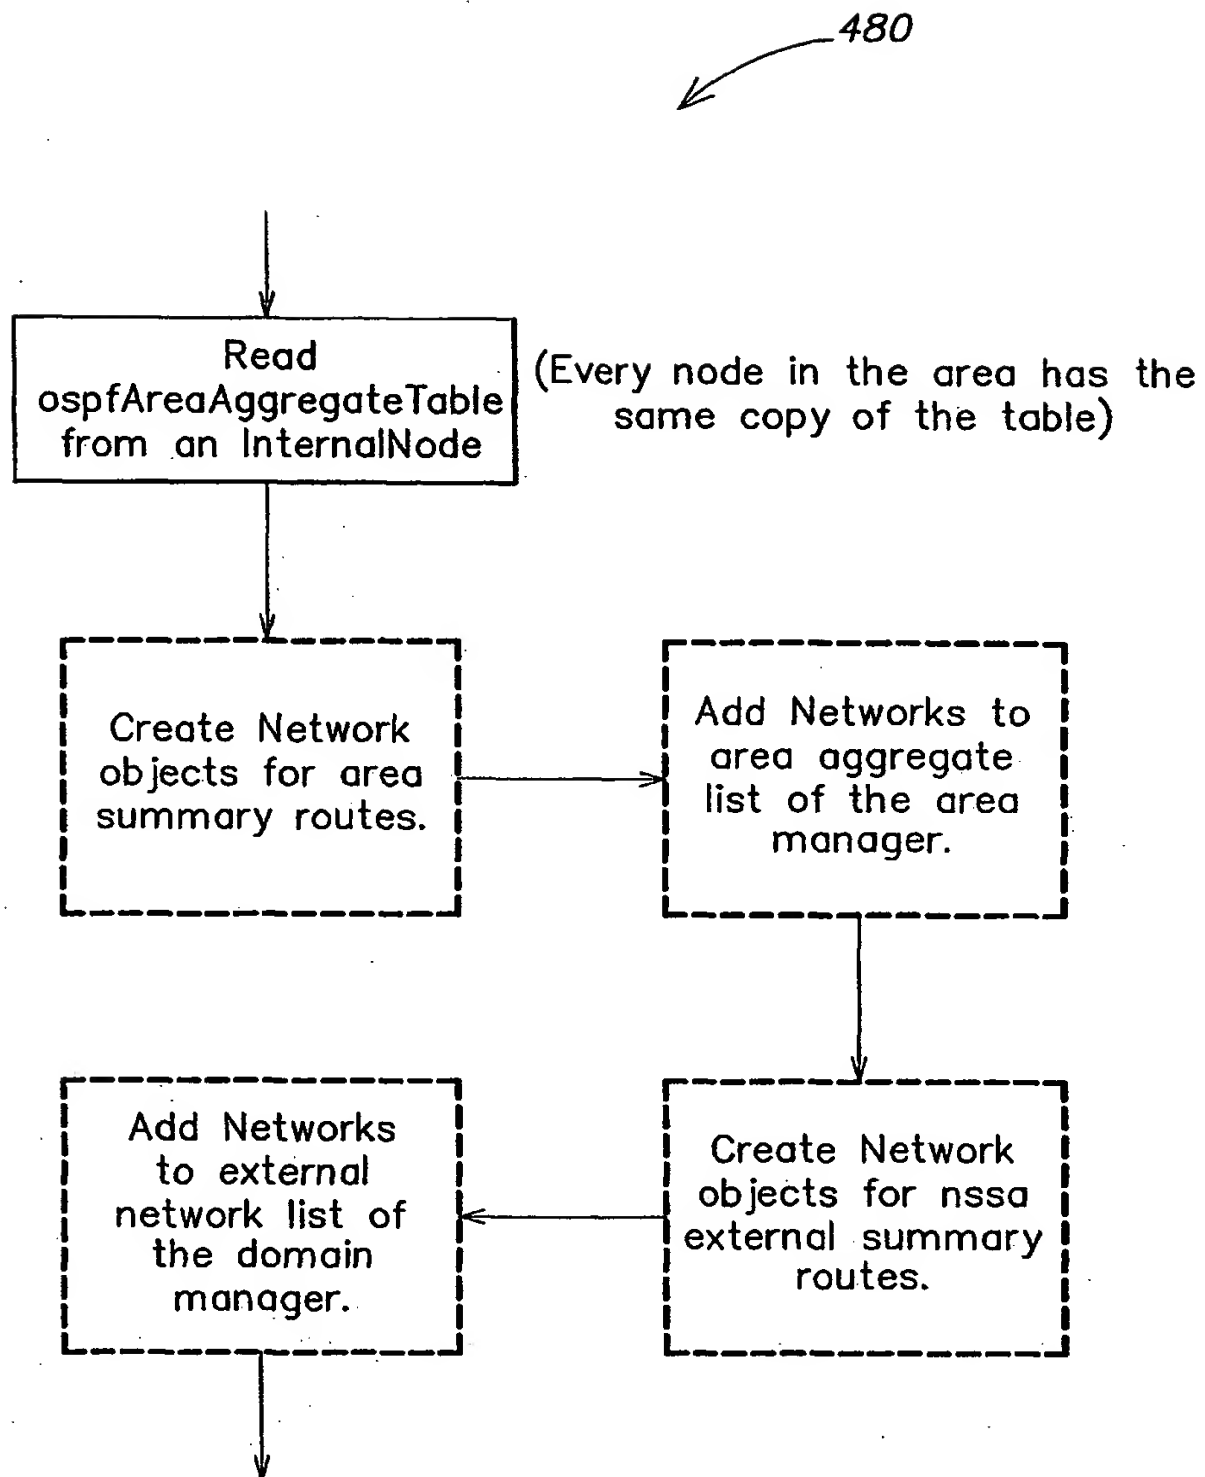 480
Read
ospfAreaAggregateTable
from an InternalNode
(Every node in the area has the
same copy of the table)
Create Network
objects for area
summary routes.
Add Networks to
area aggregate
list of the area
manager.
Create Network
objects for nssa
external summary
routes.
Add Networks
to external
network list of
the domain
manager.